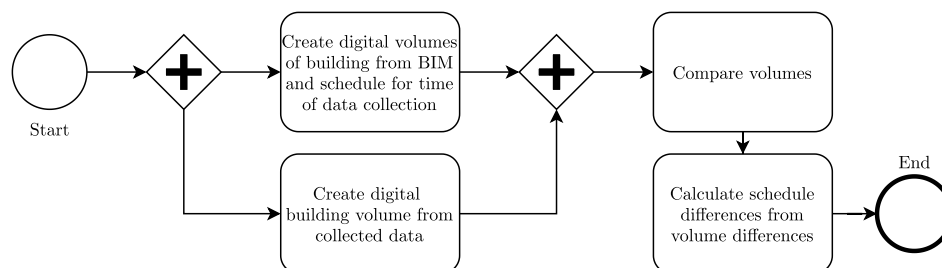 Start
Create digital volumes
of building from BIM
and schedule for time
of data collection
Create digital
building volume from
collected data
Compare volumes
Calculate schedule
differences from
volume differences
End